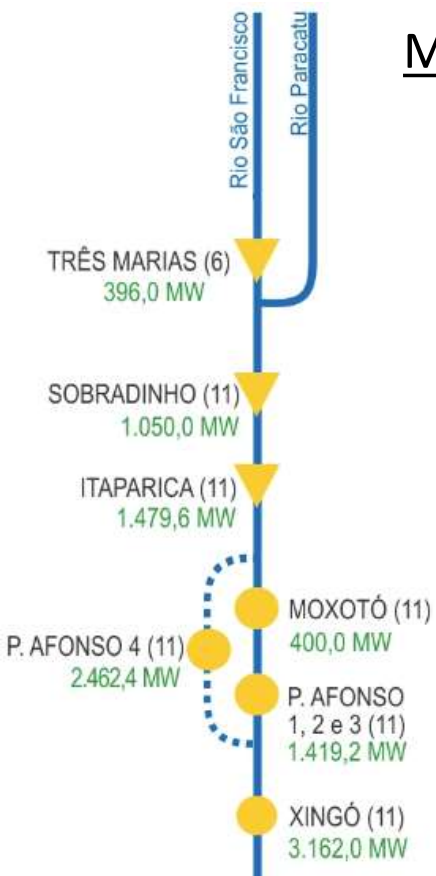 Rio São Francisco
Rio Paracatu
M
TRÊS MARIAS (6)
396,0 MW
SOBRADINHO (11)
1.050,0 MW
ITAPARICA (11)
1.479,6 MW
MOXOTÓ (11)
400,0 MW
P. AFONSO 4 (11)
2.462,4 MW
P. AFONSO
1, 2 e 3 (11)
1.419,2 MW
XINGÓ (11)
3.162,0 MW